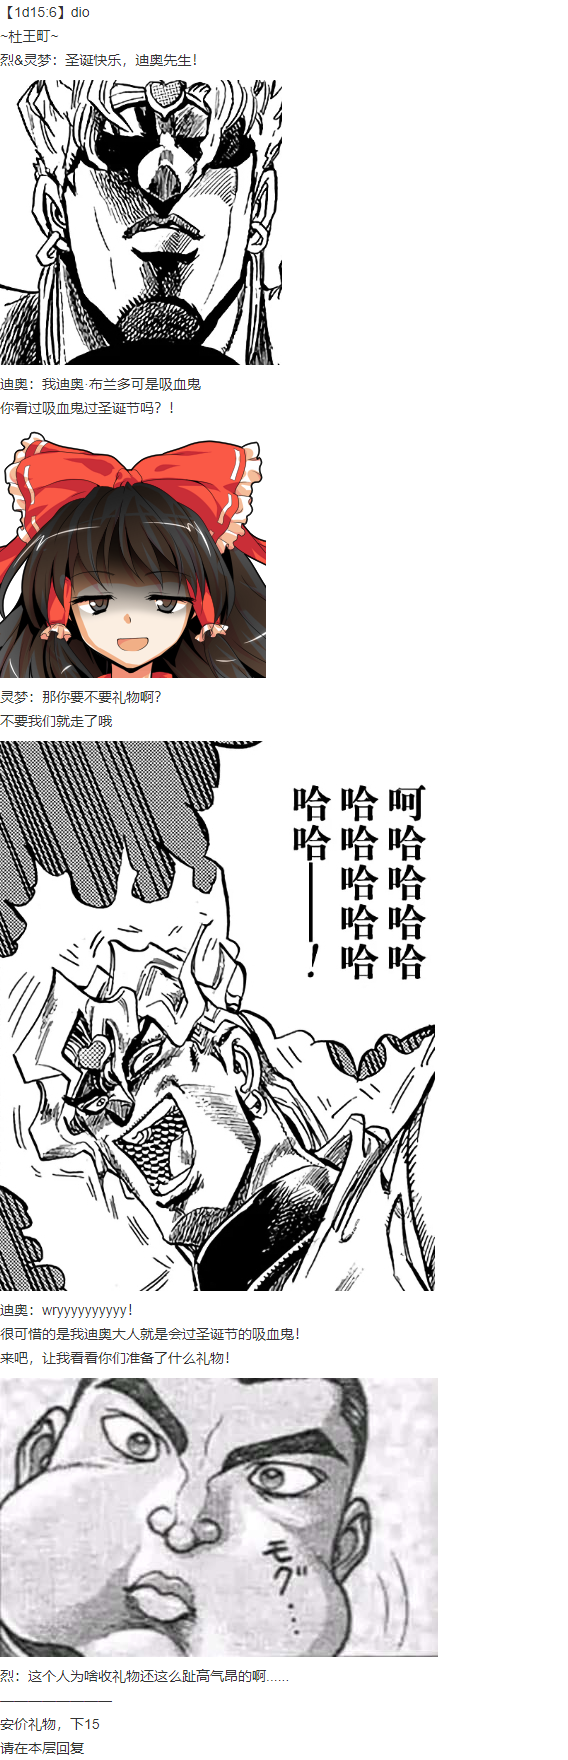 【1d15:6】dio
~杜王町~
烈&灵梦：圣诞快乐，迪奥先生！
迪奥：我迪奥·布兰多可是吸血鬼
你看过吸血鬼过圣诞节吗？！
灵梦：那你要不要礼物啊？
不要我们就走了哦
呵哈哈哈哈
哈哈哈哈哈
哈哈——！
迪奥：wryyyyyyyyyy！
很可惜的是我迪奥大人就是会过圣诞节的吸血鬼！
来吧，让我看看你们准备了什么礼物！
モグ…
烈：这个人为啥收礼物还这么趾高气昂的啊......
————————
安价礼物，下15
请在本层回复